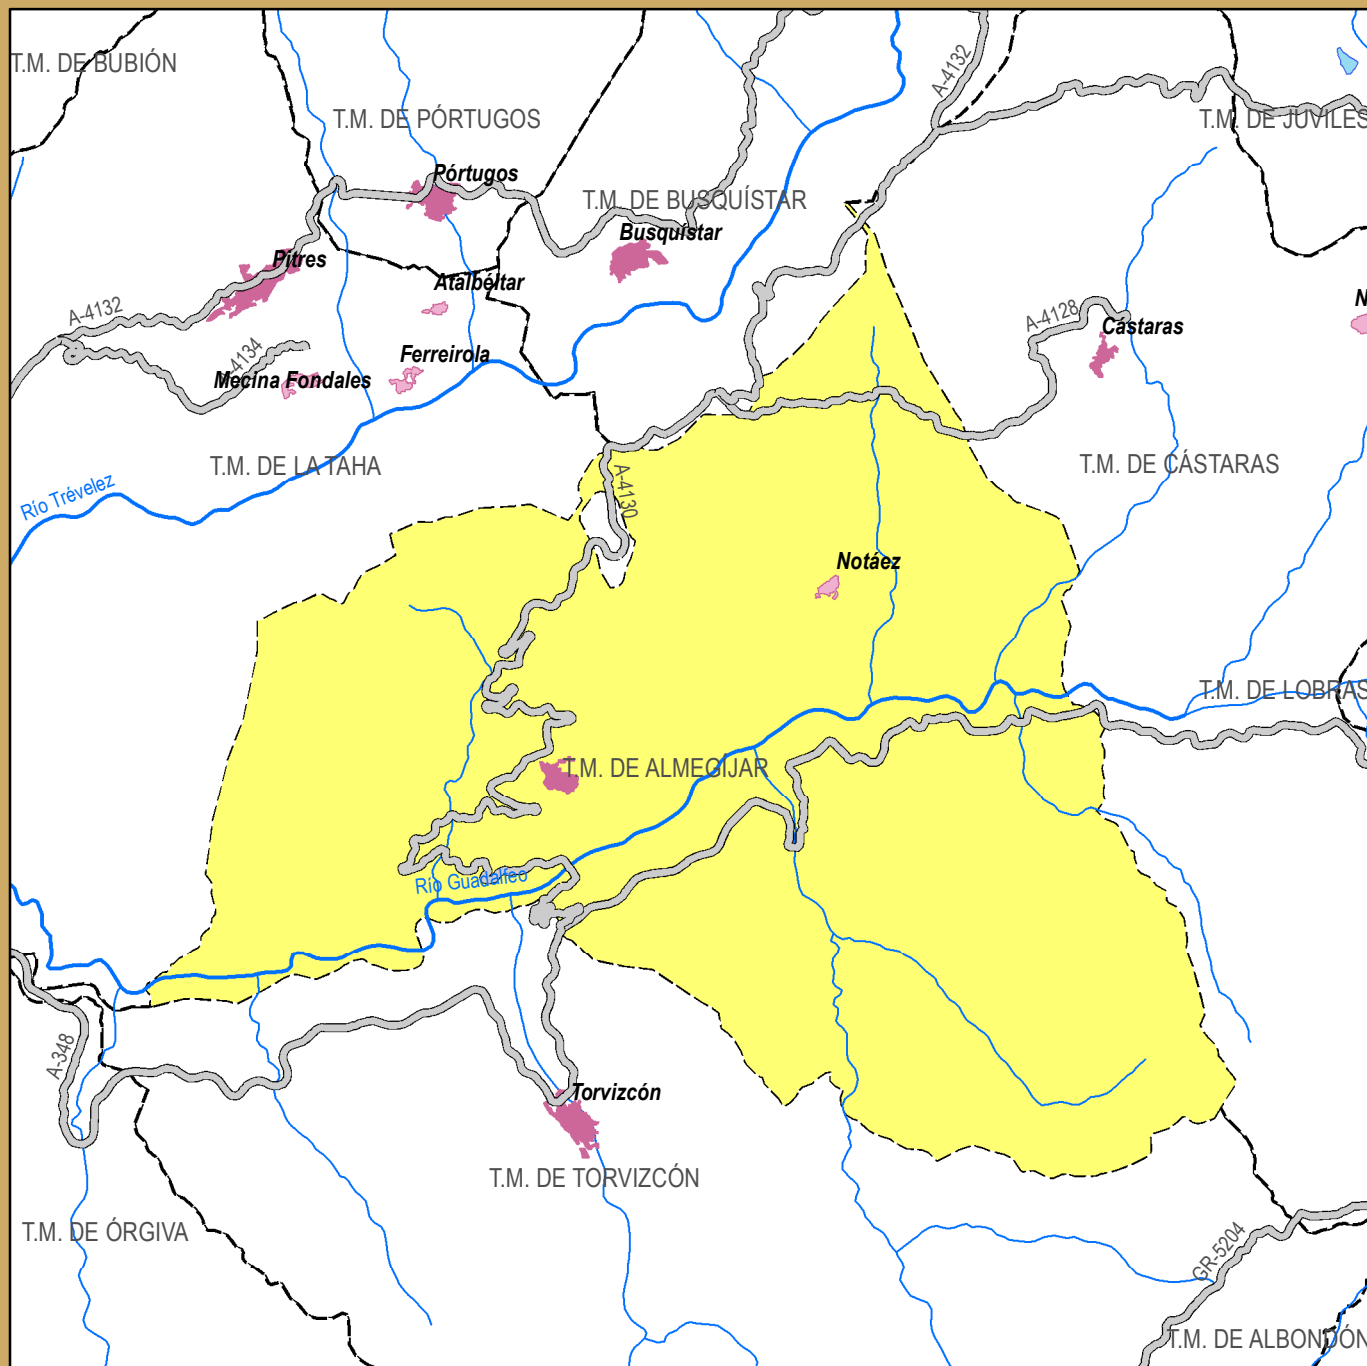 T.M. DE BUBIÓN
A-4132
T.M. DE PÓRTUGOS
T.M. DE JUVILES
Pórtugos
T.M. DE BUSQUÍSTAR
Busquístar
Pitres
Atalbéitar
N
A-4132
A-4128
Cástaras
A-4134
Ferreirola
Mecina Fondales
T.M. DE LA TAHA
T.M. DE CÁSTARAS
Río Trévelez
A-4130
Notáez
T.M. DE LOBRAS
T.M. DE ALMEGÍJAR
Río Guadalfeo
A-348
Torvizcón
T.M. DE TORVIZCÓN
T.M. DE ÓRGIVA
GR-5204
T.M. DE ALBONDÓN